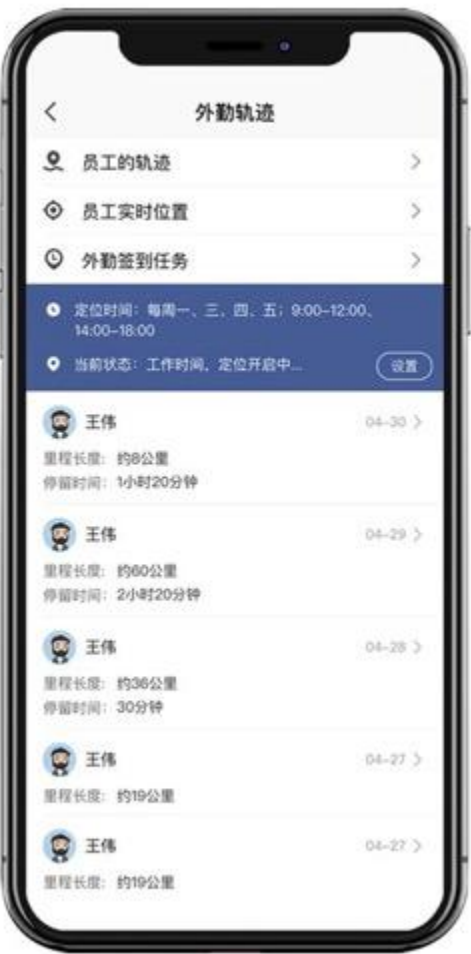 外勤轨迹
员工的轨迹
员工实时位置
外勤签到任务
定位时间：每周一、三、四、五；9:00-12:00、
14:00-18:00
当前状态：工作时间，定位开启中...
设置
王伟 04-30
里程长度：约8公里
停留时间：1小时20分钟
王伟 04-29
里程长度：约60公里
停留时间：2小时20分钟
王伟 04-28
里程长度：约36公里
停留时间：30分钟
王伟 04-27
里程长度：约19公里
王伟 04-27
里程长度：约19公里